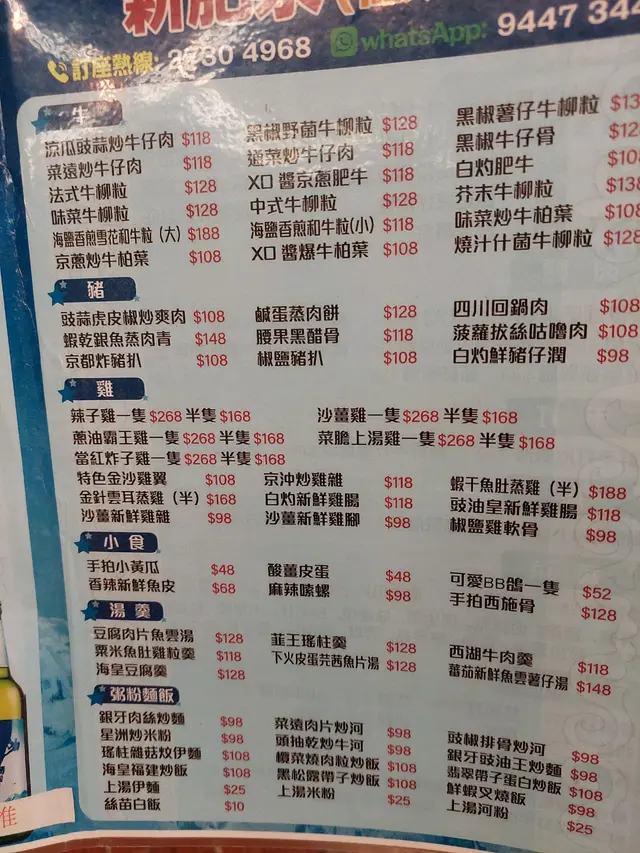 訂座熱線: 2730 4968 whatsApp: 9447 344
牛
涼瓜豉蒜炒牛仔肉 $118 黑椒野菌牛柳粒 $128 黑椒薯仔牛柳粒 $13
菜遠炒牛仔肉 $118 通菜炒牛仔肉 $118 黑椒牛仔骨 $12
法式牛柳粒 $128 XO 醬京蔥肥牛 $118 白灼肥牛 $10
味菜牛柳粒 $128 中式牛柳粒 $128 芥末牛柳粒 $138
海鹽香煎雪花和牛粒 (大) $188 海鹽香煎和牛粒(小) $118 味菜炒牛柏葉 $108
京蔥炒牛柏葉 $108 XO 醬爆牛柏葉 $108 燒汁什菌牛柳粒 $128
豬
豉蒜虎皮椒炒爽肉 $108 鹹蛋蒸肉餅 $128 四川回鍋肉 $108
蝦乾銀魚蒸肉青 $148 腰果黑醋骨 $118 菠蘿拔絲咕嚕肉 $108
京都炸豬扒 $108 椒鹽豬扒 $108 白灼鮮豬仔潤 $98
雞
辣子雞一隻 $268 半隻 $168 沙薑雞一隻 $268 半隻 $168
蔥油霸王雞一隻 $268 半隻 $168 菜膽上湯雞一隻 $268 半隻 $168
當紅炸子雞一隻 $268 半隻 $168
特色金沙雞翼 $108 京沖炒雞雜 $118 蝦干魚肚蒸雞 (半) $188
金針雲耳蒸雞 (半) $168 白灼新鮮雞腸 $118 豉油皇新鮮雞腸 $118
沙薑新鮮雞雜 $98 沙薑新鮮雞腳 $98 椒鹽雞軟骨 $98
小食
手拍小黃瓜 $48 酸薑皮蛋 $48 可愛BB鴿一隻 $52
香辣新鮮魚皮 $68 麻辣嗦螺 $98 手拍西施骨 $128
湯羹
豆腐肉片魚雲湯 $128 韮王瑤柱羹 $128 西湖牛肉羹 $118
粟米魚肚雞粒羹 $118 下火皮蛋芫茜魚片湯 $128 蕃茄新鮮魚雲薯仔湯 $148
海皇豆腐羹 $128
粥粉麵飯
銀牙肉絲炒麵 $98 菜遠肉片炒河 $98 豉椒排骨炒河 $98
星洲炒米粉 $98 頭抽乾炒牛河 $98 銀牙豉油王炒麵 $98
瑤柱雜菇炆伊麵 $108 欖菜燒肉粒炒飯 $108 翡翠帶子蛋白炒飯 $108
海皇福建炒飯 $108 黑松露帶子炒飯 $108 鮮蝦叉燒飯 $98
上湯伊麵 $25 上湯米粉 $25 上湯河粉 $25
絲苗白飯 $10